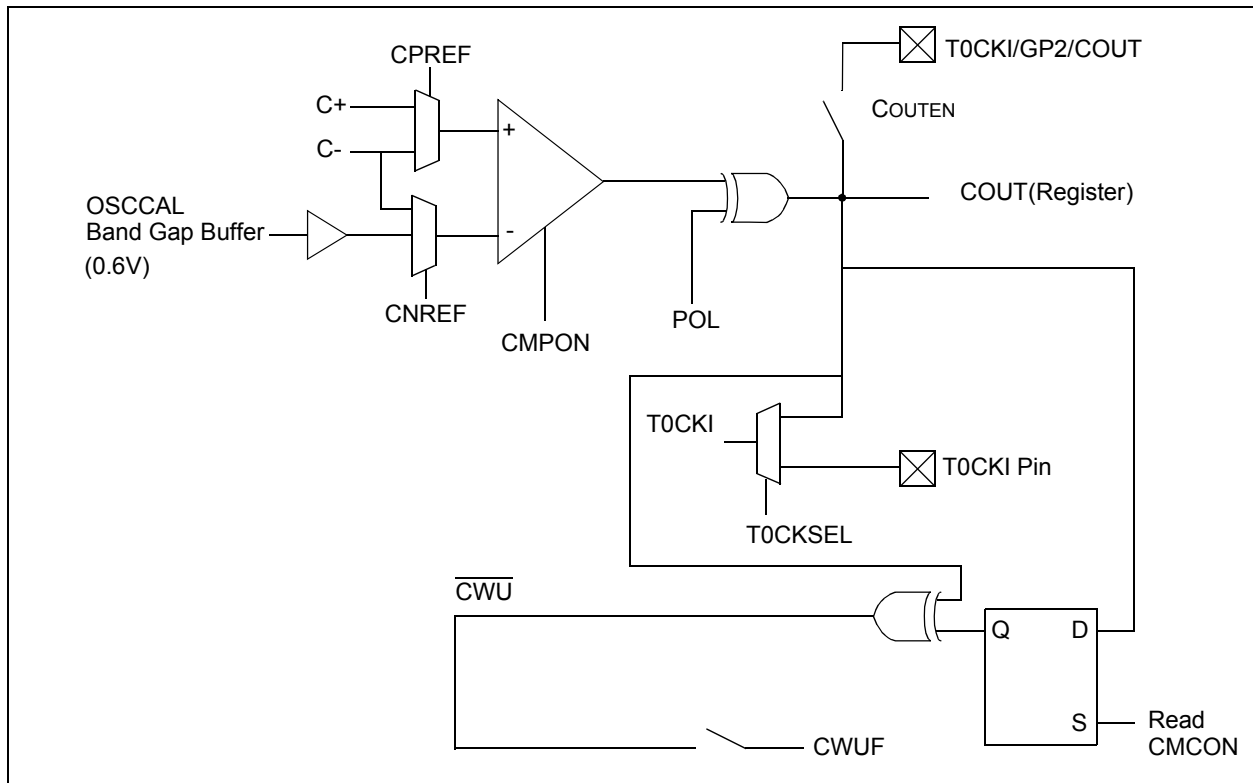 T0CKI/GP2/COUT
CPREF
C+
COUTEN
C-
+
COUT(Register)
OSCCAL
Band Gap Buffer
(0.6V)
-
CNREF
POL
CMPON
T0CKI
T0CKI Pin
T0CKSEL
CWU
Q
D
S
Read
CMCON
CWUF